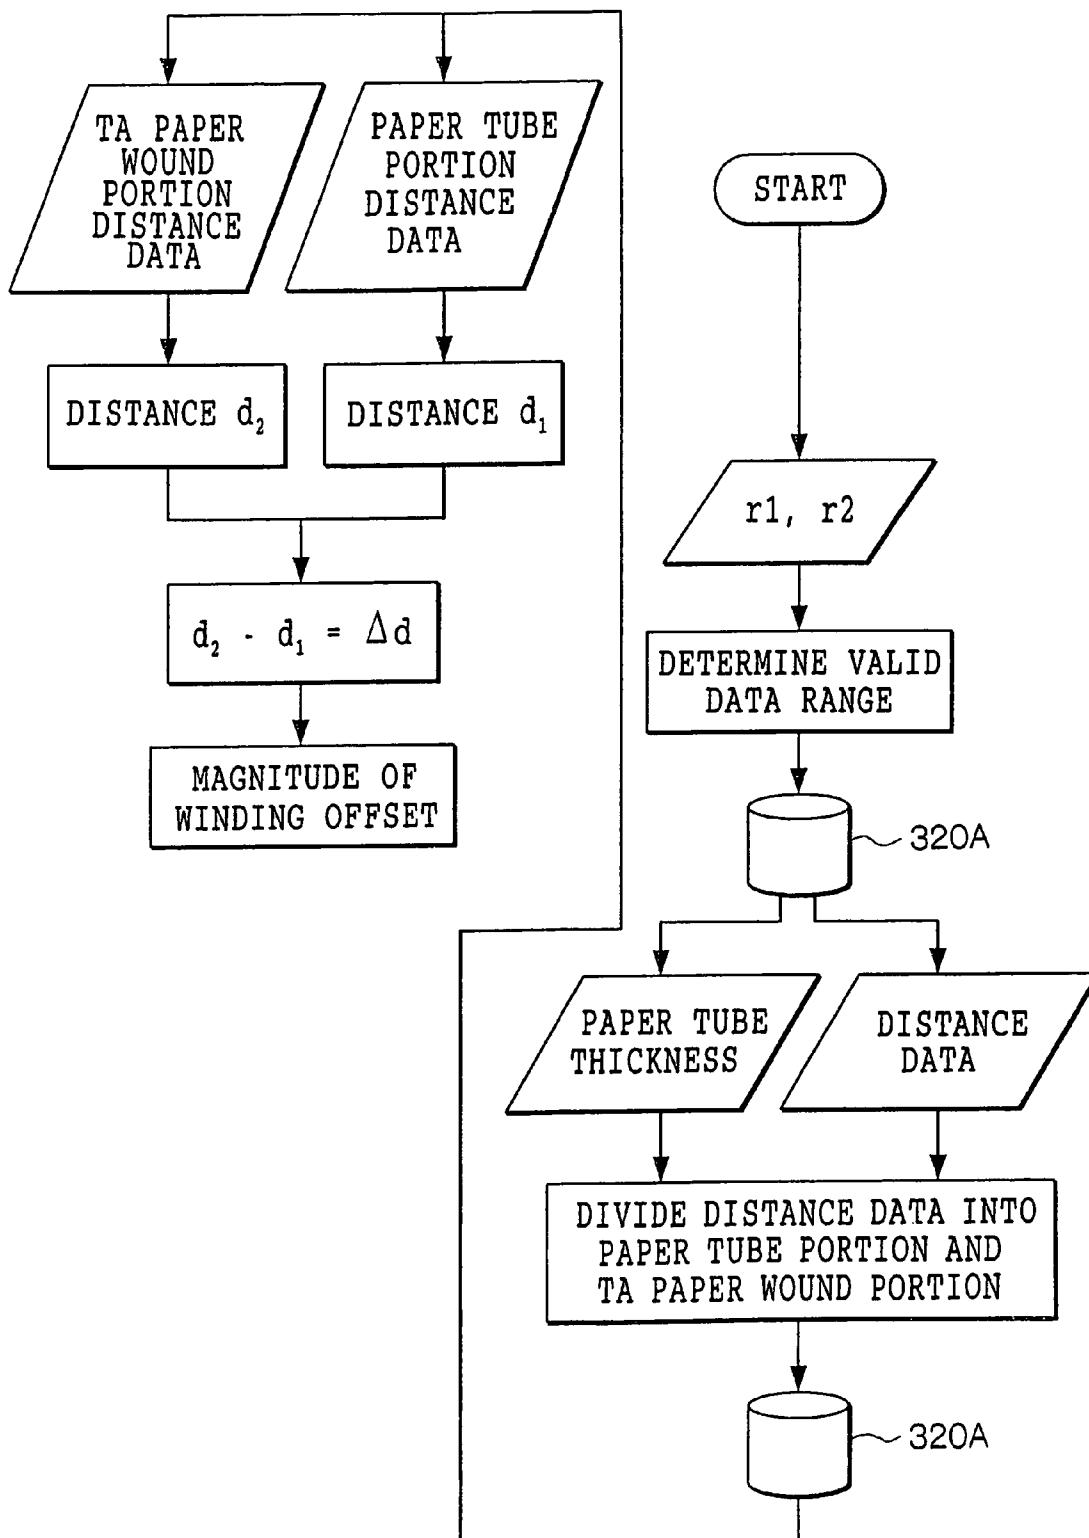 TA PAPER
WOUND
PORTION
DISTANCE
DATA
PAPER TUBE
PORTION
DISTANCE
DATA
DISTANCE d₂
DISTANCE d₁
d₂ - d₁ = Δd
MAGNITUDE OF
WINDING OFFSET
START
r1, r2
DETERMINE VALID
DATA RANGE
320A
PAPER TUBE
THICKNESS
DISTANCE
DATA
DIVIDE DISTANCE DATA INTO
PAPER TUBE PORTION AND
TA PAPER WOUND PORTION
320A